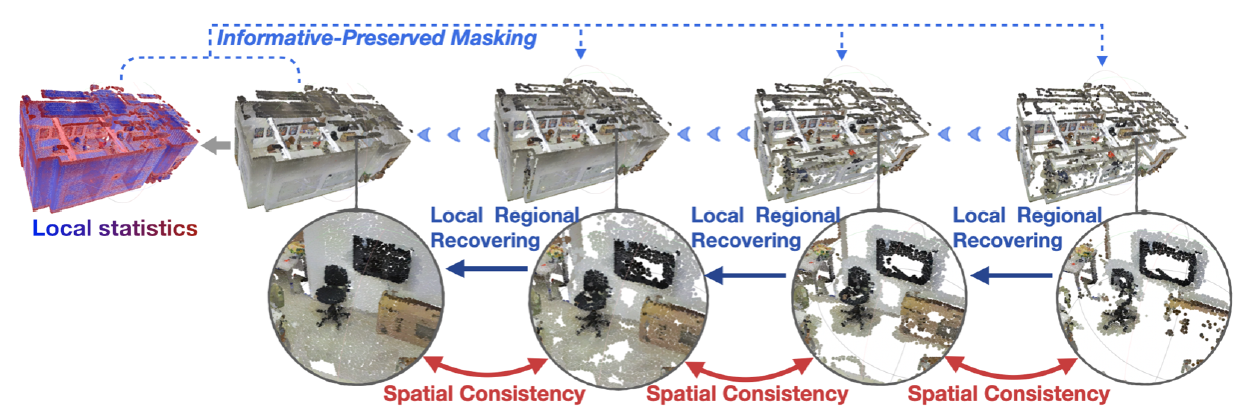 Informative-Preserved Masking
Local statistics
Local Regional
Recovering
Local Regional
Recovering
Local Regional
Recovering
Spatial Consistency
Spatial Consistency
Spatial Consistency